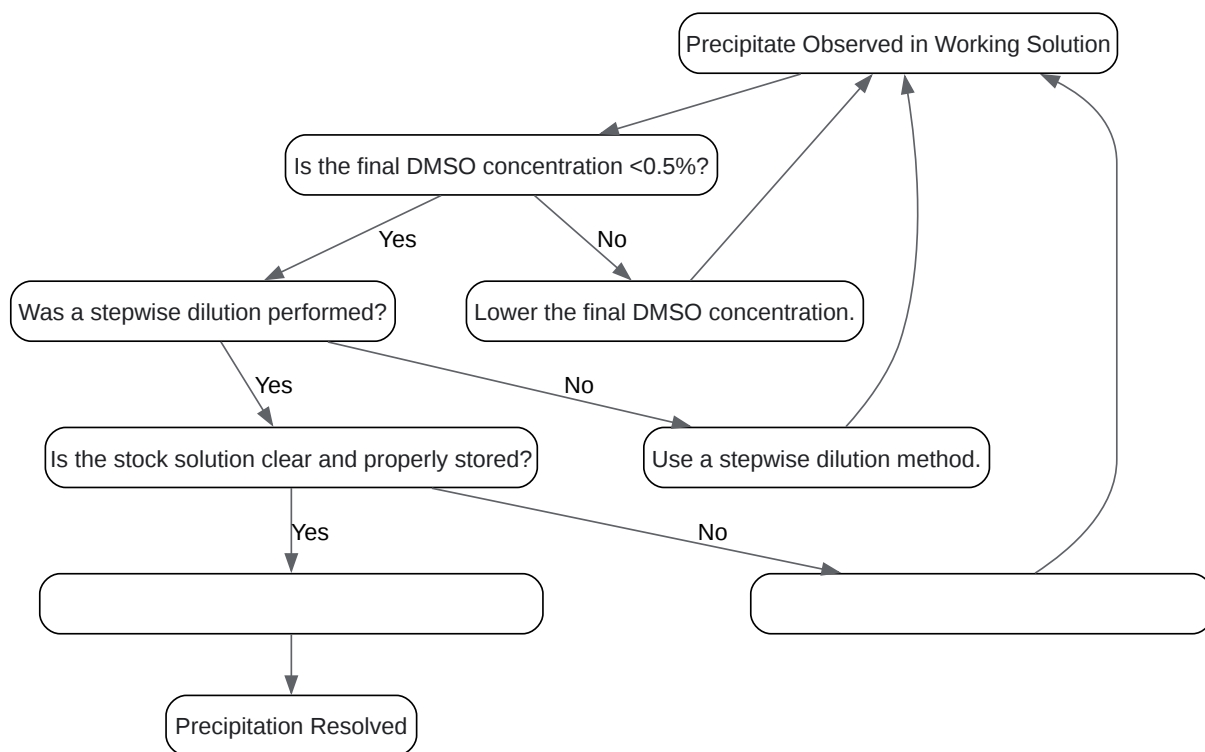 Precipitate Observed in Working Solution
Is the final DMSO concentration <0.5%?
Yes
No
Was a stepwise dilution performed?
Lower the final DMSO concentration.
Yes
No
Is the stock solution clear and properly stored?
Use a stepwise dilution method.
Yes
No
Precipitation Resolved